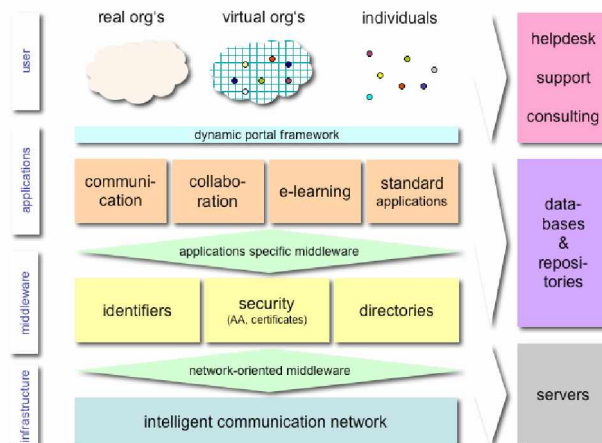 real org's
virtual org's
individuals
user
helpdesk
support
consulting
dynamic portal framework
applications
communi-
cation
collabo-
ration
e-learning
standard
applications
data-
bases
&
reposi-
tories
applications specific middleware
middleware
identifiers
security
(AA, certificates)
directories
network-oriented middleware
infrastructure
intelligent communication network
servers